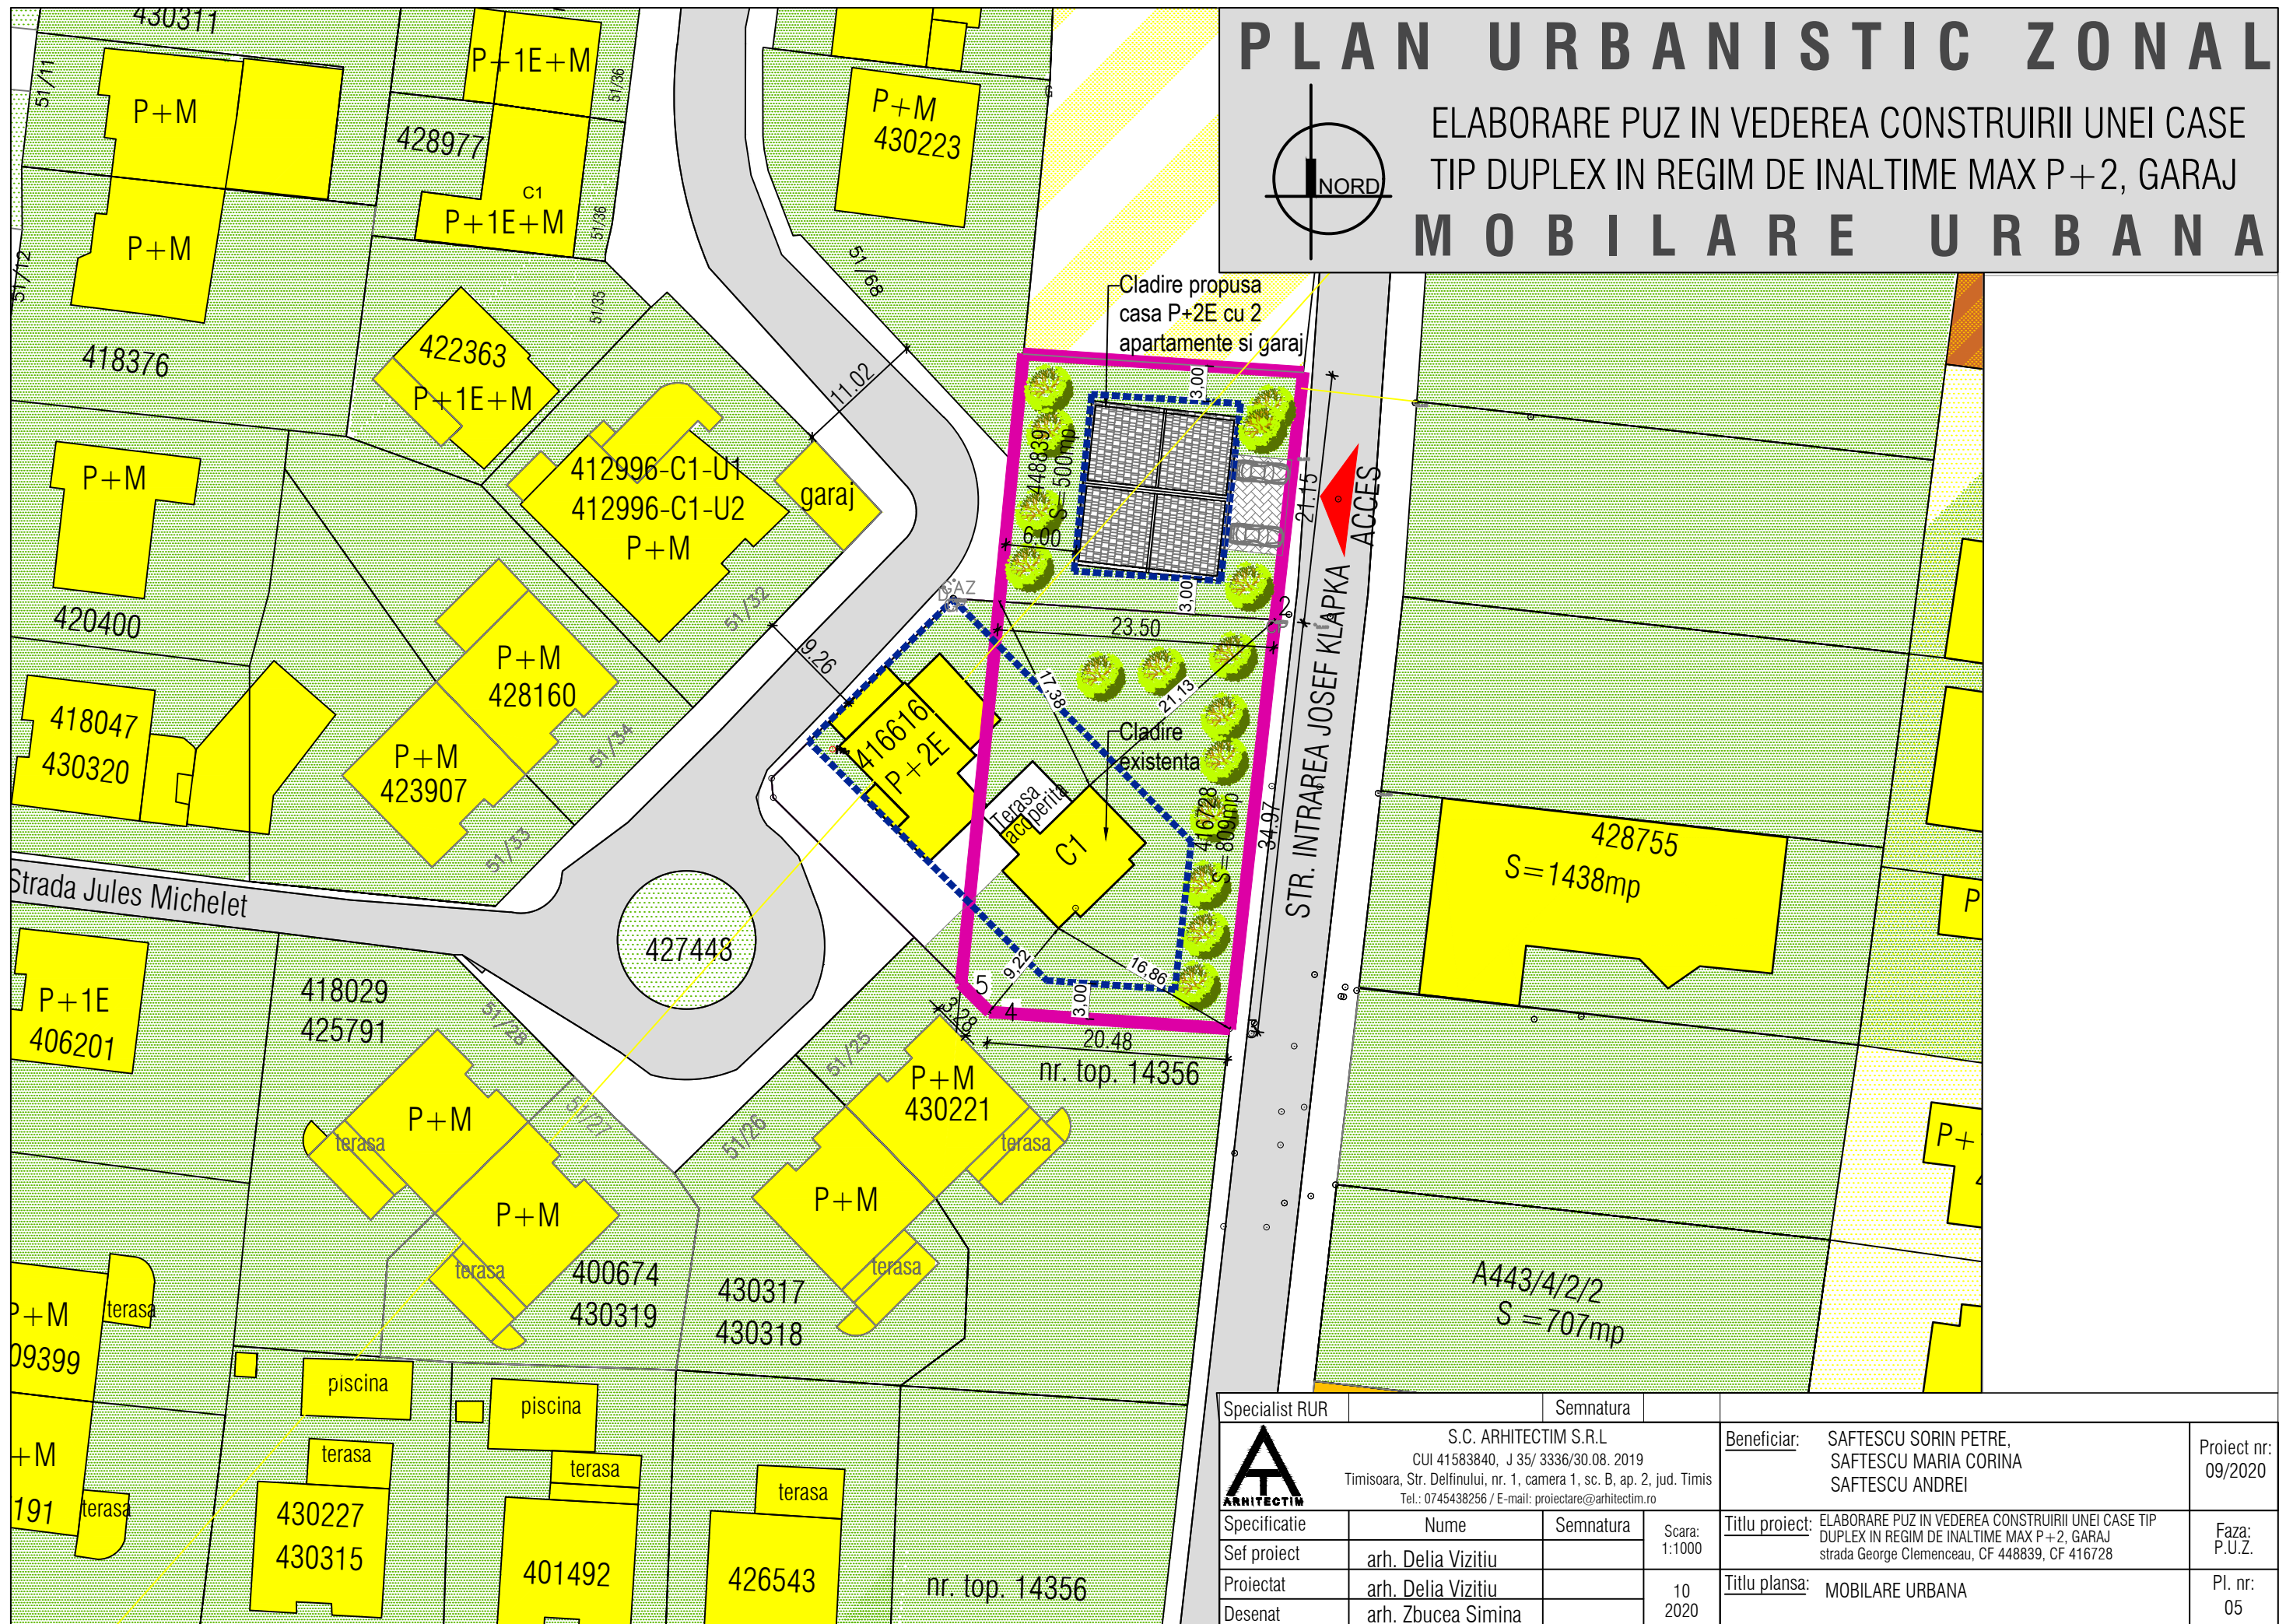 PLAN URBANISTIC ZONAL
ELABORARE PUZ IN VEDEREA CONSTRUIRII UNEI CASE
TIP DUPLEX IN REGIM DE INALTIME MAX P+2, GARAJ
MOBILARE URBANA
NORD
430311
51/11
P+M
P+1E+M
51/36
428977
C1
P+1E+M
51/36
P+M
430223
P+M
51/12
51/68
51/35
418376
422363
P+1E+M
11.02
Cladire propusa
casa P+2E cu 2
apartamente si garaj
3,00
448839
S=500mp
21.15
ACCES
6.00
3,00
P+M
412996-C1-U1
412996-C1-U2
P+M
garaj
51/32
420400
GAZ
2
23.50
9.26
P+M
428160
17,38
21,13
418047
430320
P+M
423907
51/34
51/33
416616
P+2E
Cladire
existenta
Terasa
acoperita
C1
416728
S=809mp
34.97
STR. INTRAREA JOSEF KLAPKA
428755
S=1438mp
P
Strada Jules Michelet
427448
9,22
16,86
5
4
3,00
3.28
20.48
3
nr. top. 14356
P+1E
406201
418029
425791
51/28
51/27
51/25
51/26
P+M
terasa
P+M
terasa
P+M
430221
terasa
P+M
terasa
P+
400674
430319
430317
430318
A443/4/2/2
S =707mp
P+M
09399
terasa
piscina
piscina
+M
191
terasa
terasa
430227
430315
terasa
401492
terasa
426543
nr. top. 14356
Specialist RUR
Semnatura
ARHITECTIM
S.C. ARHITECTIM S.R.L
CUI 41583840, J 35/ 3336/30.08. 2019
Timisoara, Str. Delfinului, nr. 1, camera 1, sc. B, ap. 2, jud. Timis
Tel.: 0745438256 / E-mail: proiectare@arhitectim.ro
Beneficiar: SAFTESCU SORIN PETRE,
SAFTESCU MARIA CORINA
SAFTESCU ANDREI
Proiect nr:
09/2020
Specificatie Nume Semnatura
Scara:
1:1000
Titlu proiect: ELABORARE PUZ IN VEDEREA CONSTRUIRII UNEI CASE TIP
DUPLEX IN REGIM DE INALTIME MAX P+2, GARAJ
strada George Clemenceau, CF 448839, CF 416728
Faza:
P.U.Z.
Sef proiect arh. Delia Vizitiu
Proiectat arh. Delia Vizitiu
Desenat arh. Zbucea Simina
10
2020
Titlu plansa: MOBILARE URBANA
Pl. nr:
05